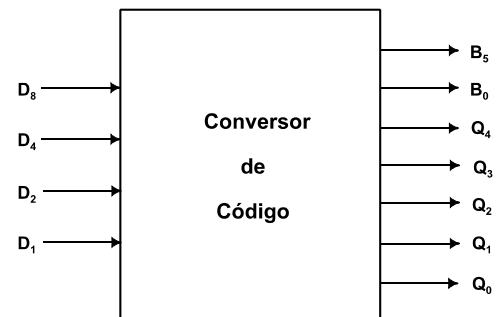 D₈
D₄
D₂
D₁
Conversor
de
Código
B₅
B₀
Q₄
Q₃
Q₂
Q₁
Q₀